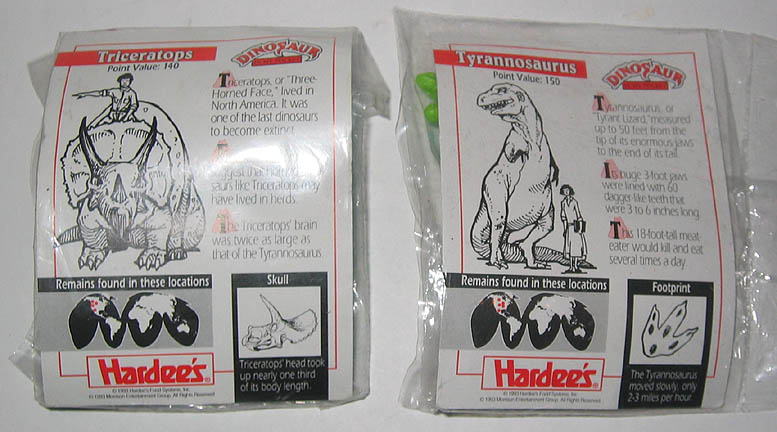 Triceratops
Point Value: 140
DINOSAUR
Triceratops, or "Three-
Horned Face," lived in
North America. It was
one of the last dinosaurs
to become extinct.
suggest that
saurs like Triceratops may
have lived in herds.
The Triceratops' brain
was twice as large as
that of the Tyrannosaurus.
Remains found in these locations
Skull
Triceratops' head took
up nearly one third
of its body length.
Hardee's
© 1993 Hardee's Food Systems, Inc.
© 1993 Morrison Entertainment Group. All Rights Reserved.
Tyrannosaurus
Point Value: 150
DINOSAUR
Tyrannosaurus, or
"Tyrant Lizard," measured
up to 50 feet from the
tip of its enormous jaws
to the end of its tail.
Its huge 3-foot jaws
were lined with 60
dagger-like teeth that
were 3 to 6 inches long.
This 18-foot-tall meat-
eater would kill and eat
several times a day.
Remains found in these locations
Footprint
The Tyrannosaurus
moved slowly, only
2-3 miles per hour.
Hardee's
© 1993 Hardee's Food Systems, Inc.
© 1993 Morrison Entertainment Group. All Rights Reserved.